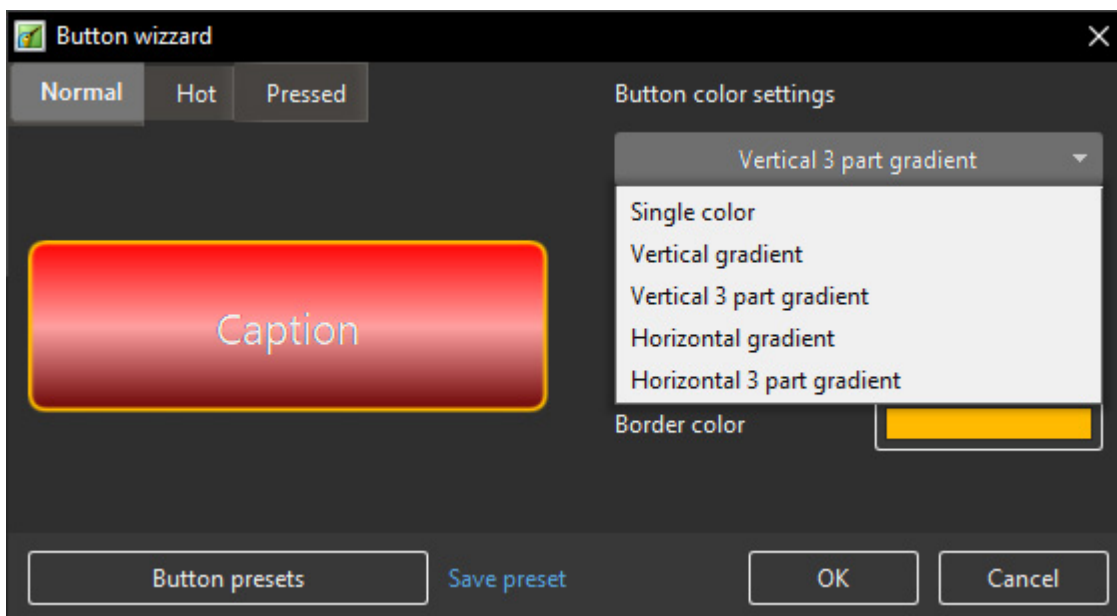 Button wizzard
Normal Hot Pressed
Button color settings
Vertical 3 part gradient
Single color
Vertical gradient
Vertical 3 part gradient
Horizontal gradient
Horizontal 3 part gradient
Caption
Border color
Button presets Save preset OK Cancel